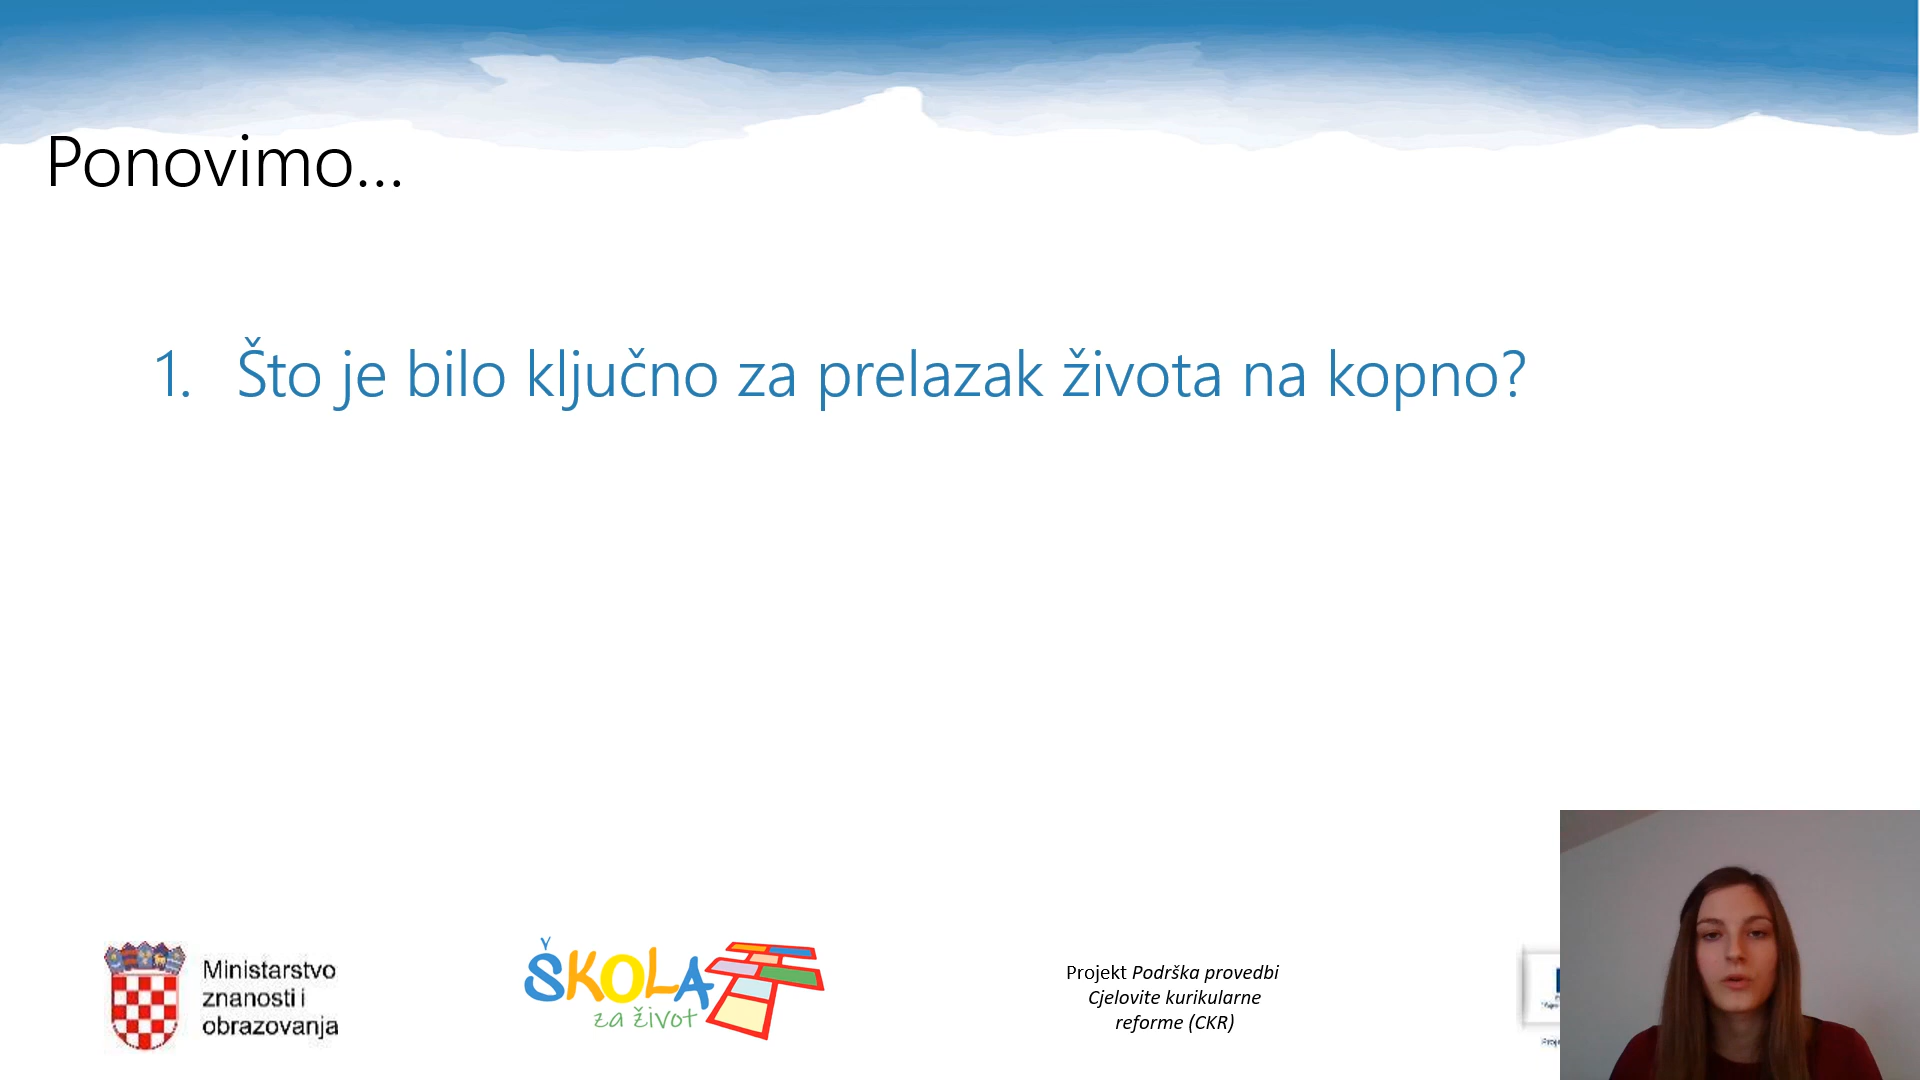 Ponovimo...
1. Što je bilo ključno za prelazak života na kopno?
Ministarstvo
znanosti i
obrazovanja
ŠKOLA
za život
Projekt Podrška provedbi
Cjelovite kurikularne
reforme (CKR)